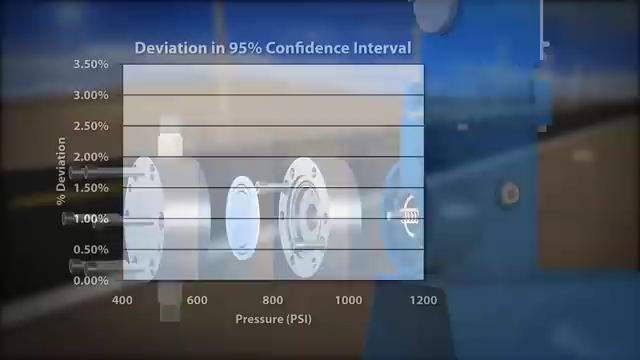 Deviation in 95% Confidence Interval
3.50%
3.00%
2.50%
2.00%
1.50%
1.00%
0.50%
0.00%
% Deviation
400 600 800 1000 1200
Pressure (PSI)